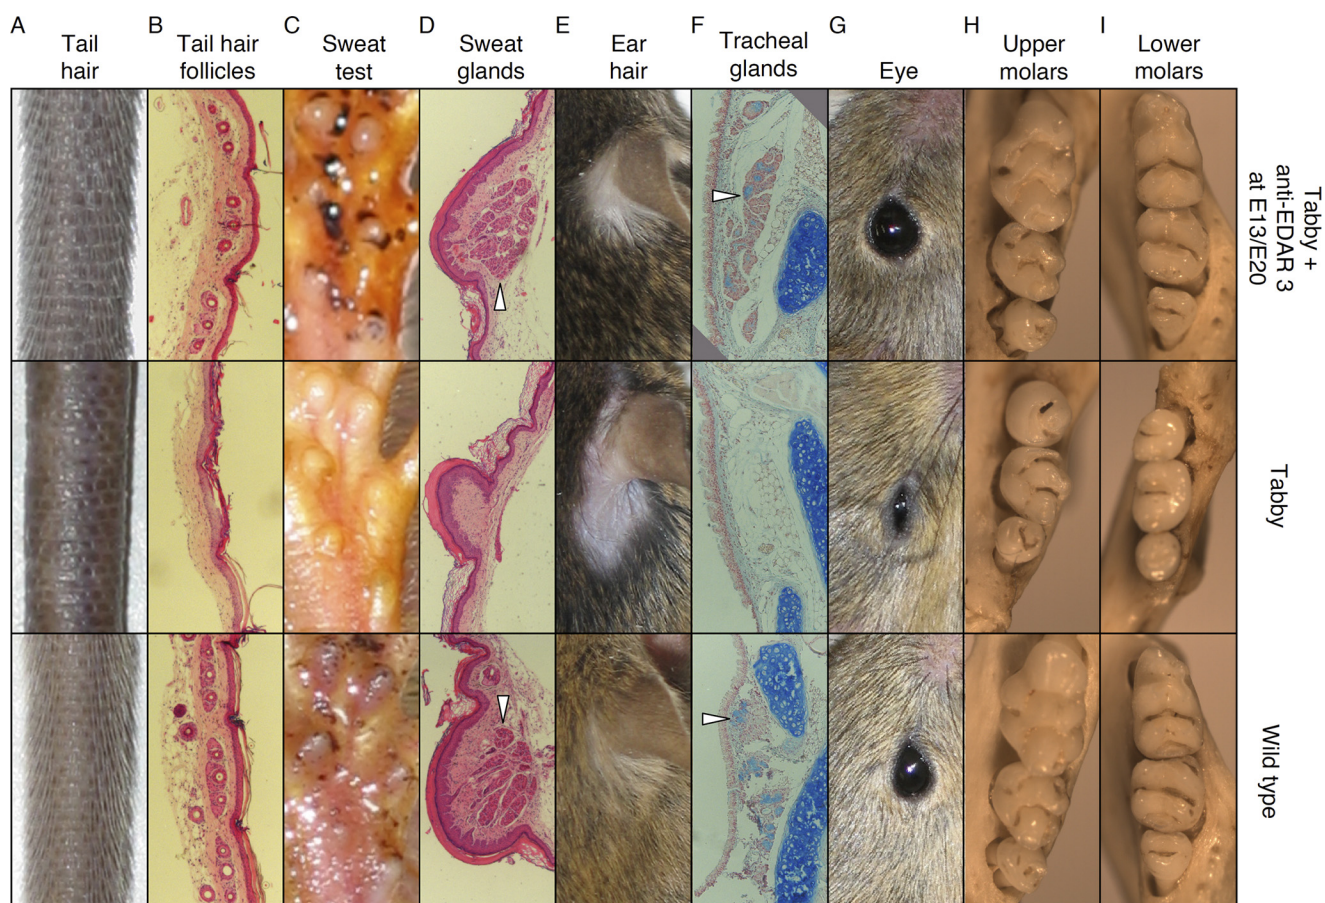 A
Tail
hair
B
Tail hair
follicles
C
Sweat
test
D
Sweat
glands
E
Ear
hair
F
Tracheal
glands
G
Eye
H
Upper
molars
I
Lower
molars
Tabby +
anti-EDAR 3
at E13/E20
Tabby
Wild type